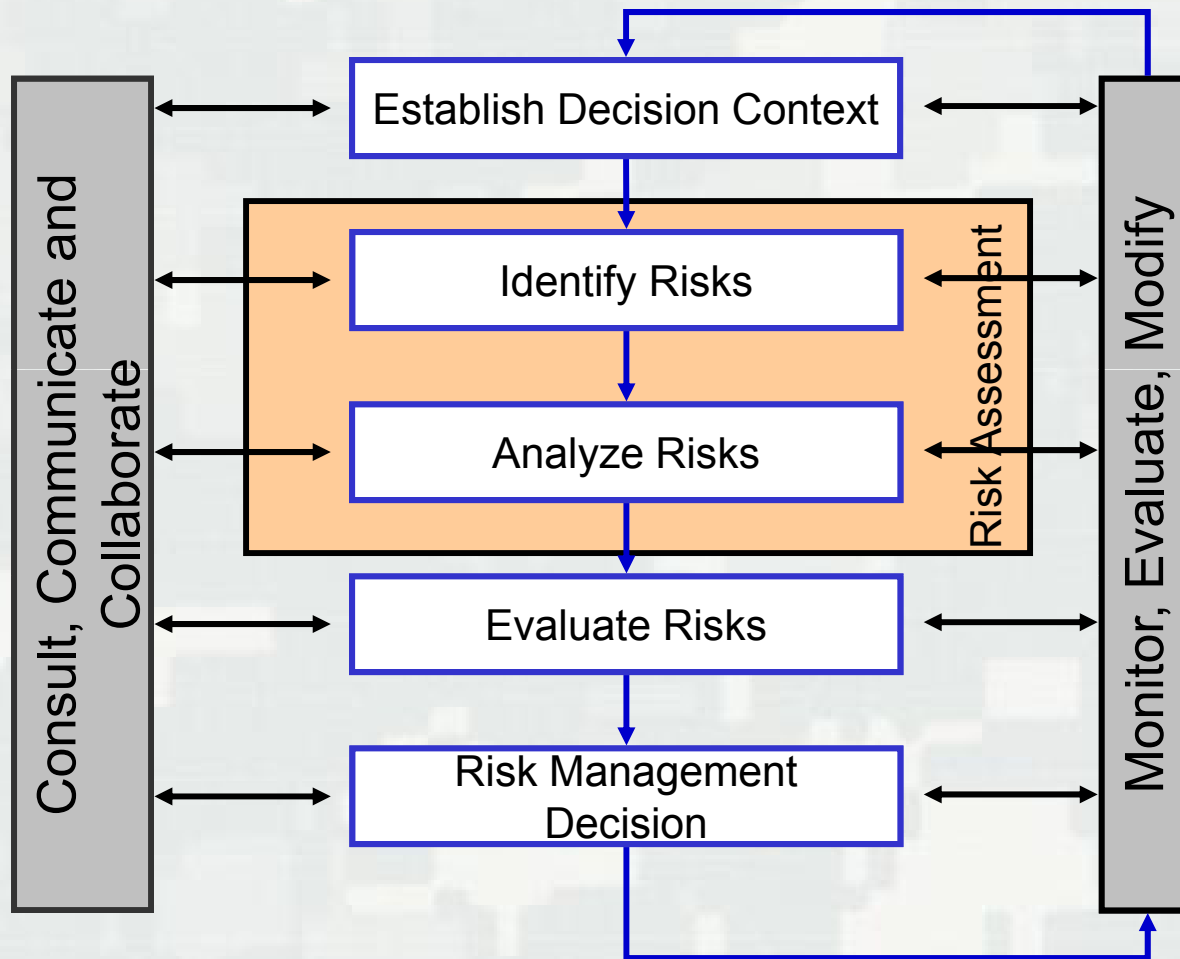 Establish Decision Context
Identify Risks
Analyze Risks
Evaluate Risks
Risk Management
Decision
Risk Assessment
Consult, Communicate and
Collaborate
Monitor, Evaluate, Modify